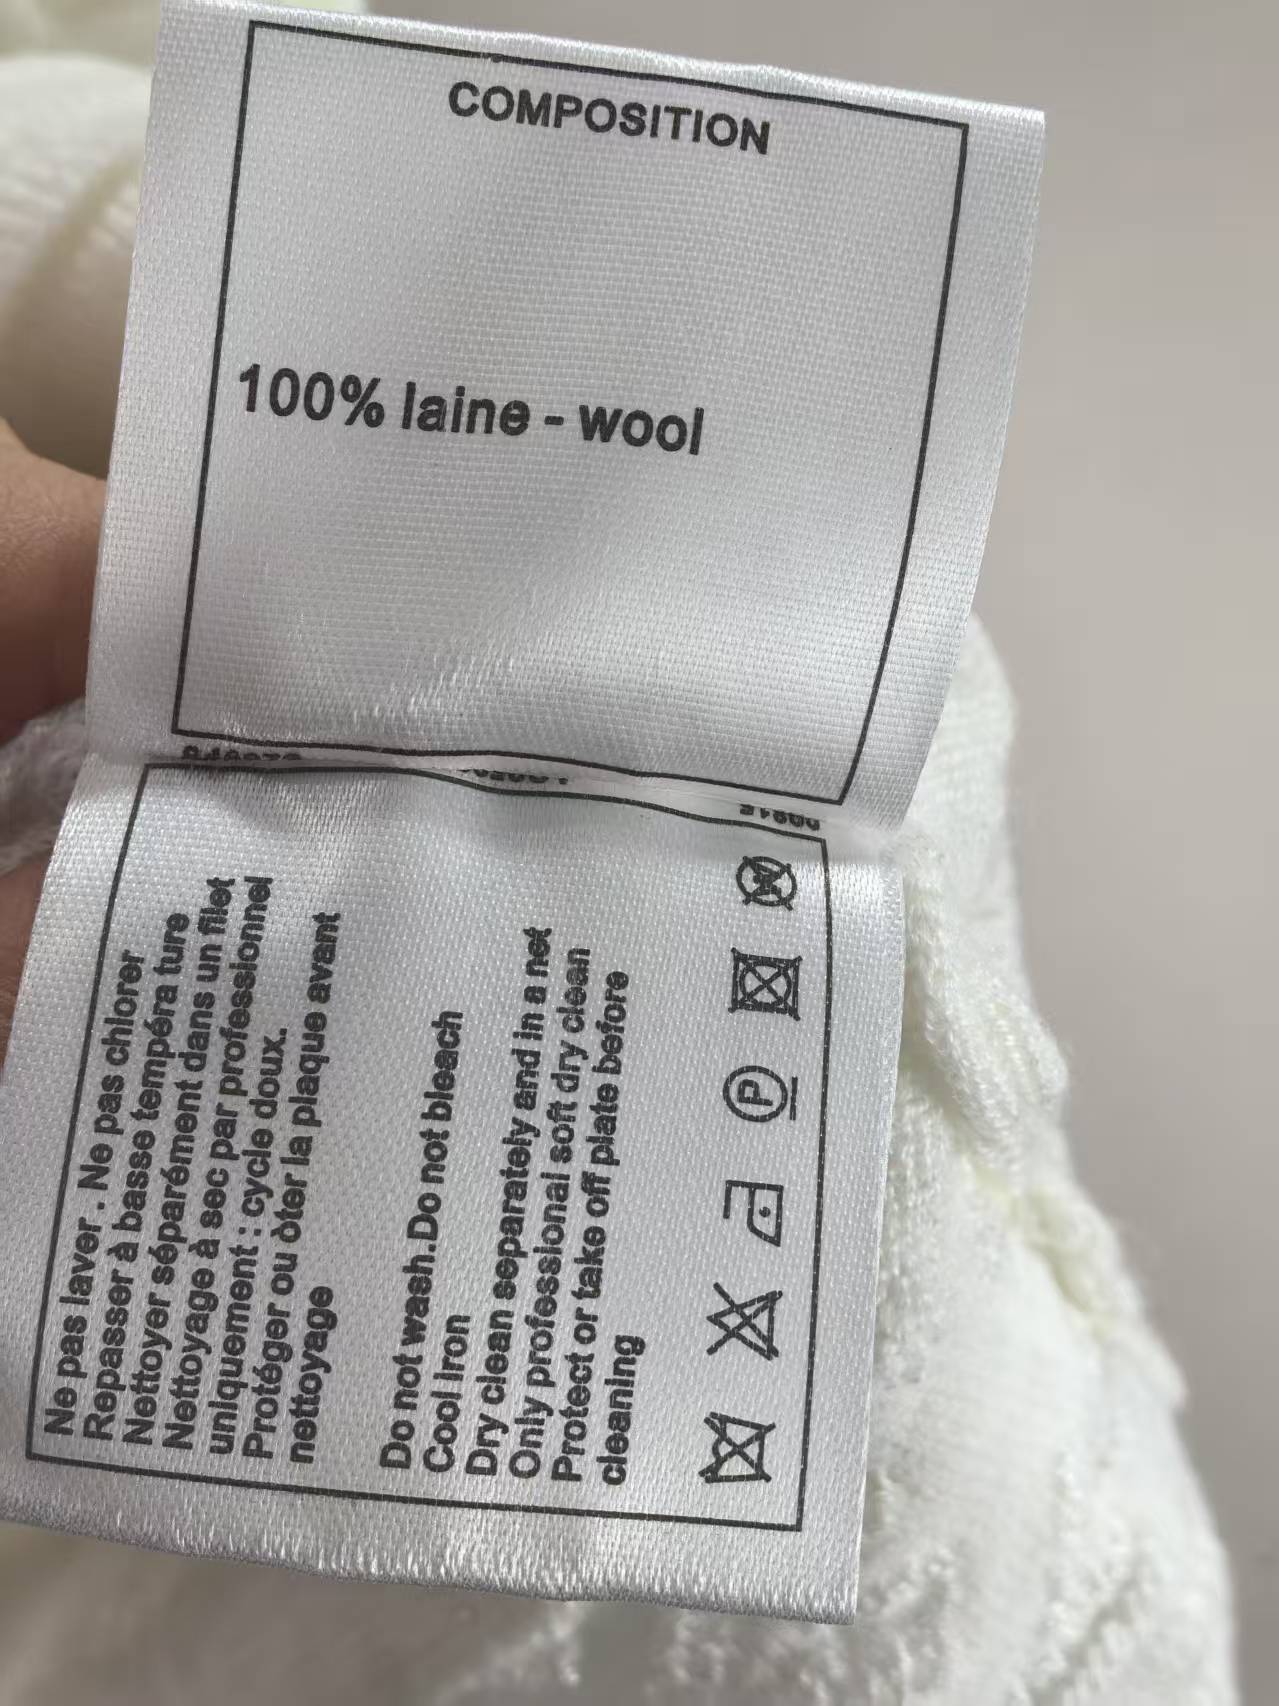 COMPOSITION
100% laine - wool
Ne pas laver . Ne pas chlorer
Repasser à basse tempéra ture
Nettoyer séparément dans un filet
Nettoyage à sec par professionnel
uniquement : cycle doux.
Protéger ou òter la plaque avant
nettoyage
Do not wash.Do not bleach
Cool iron
Dry clean separately and in a net
Only professional soft dry clean
Protect or take off plate before
cleaning
P
W